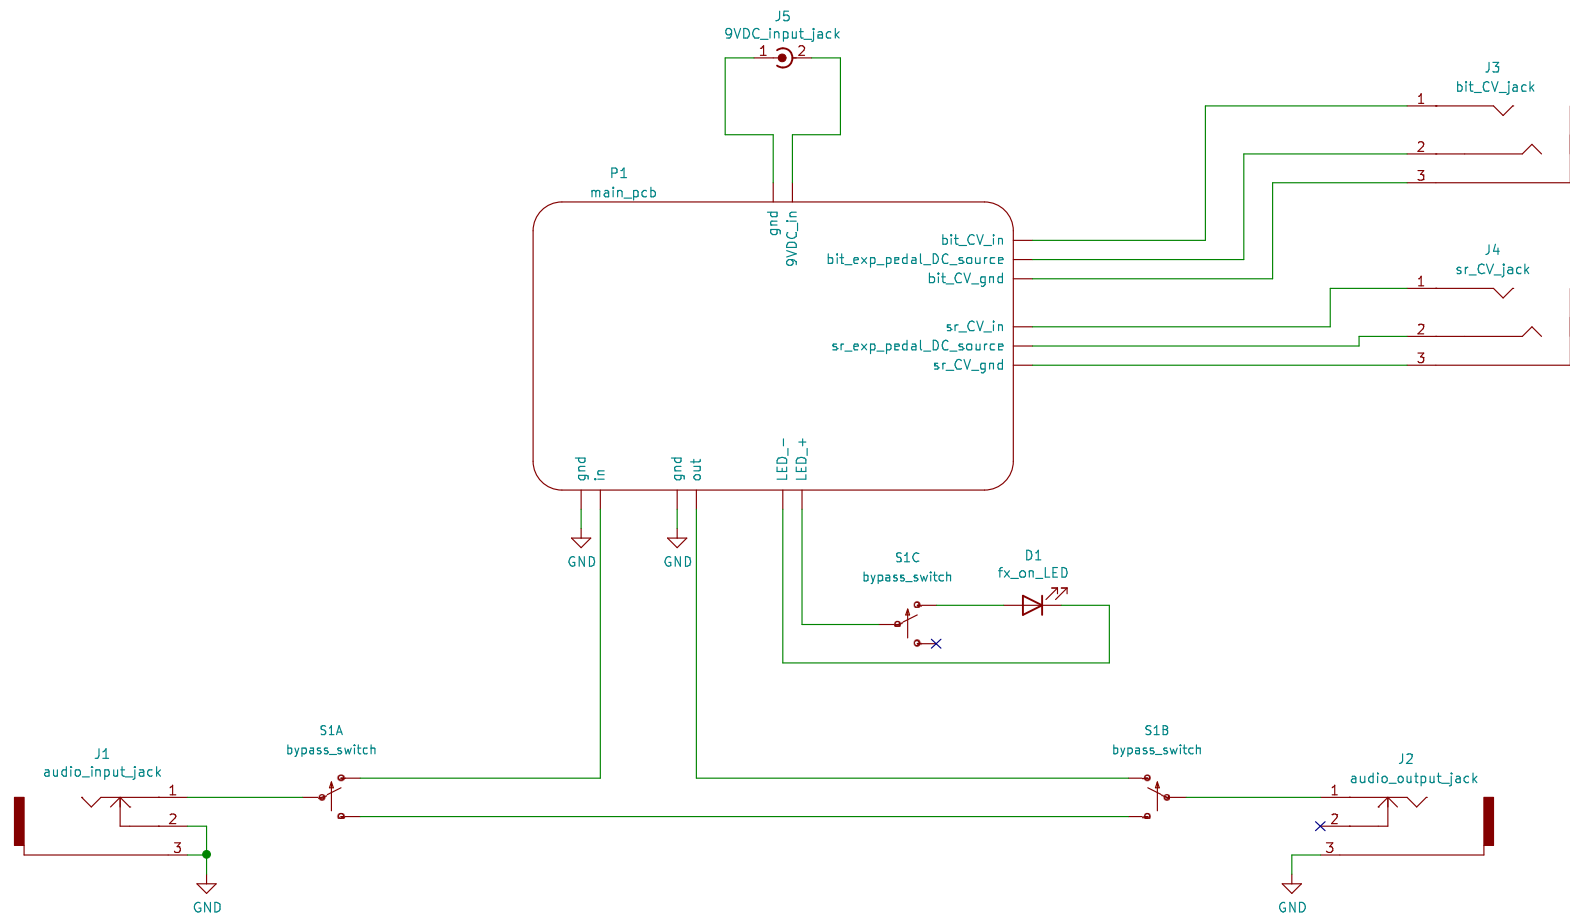 J5
9VDC_input_jack
1 2
J3
bit_CV_jack
1
2
3
P1
main_pcb
gnd
9VDC_in
bit_CV_in
bit_exp_pedal_DC_source
bit_CV_gnd
J4
sr_CV_jack
1
2
3
sr_CV_in
sr_exp_pedal_DC_source
sr_CV_gnd
gnd
in
gnd
out
LED_-
LED_+
GND
GND
S1C
bypass_switch
D1
fx_on_LED
S1A
bypass_switch
S1B
bypass_switch
J1
audio_input_jack
1
2
3
GND
J2
audio_output_jack
1
2
3
GND